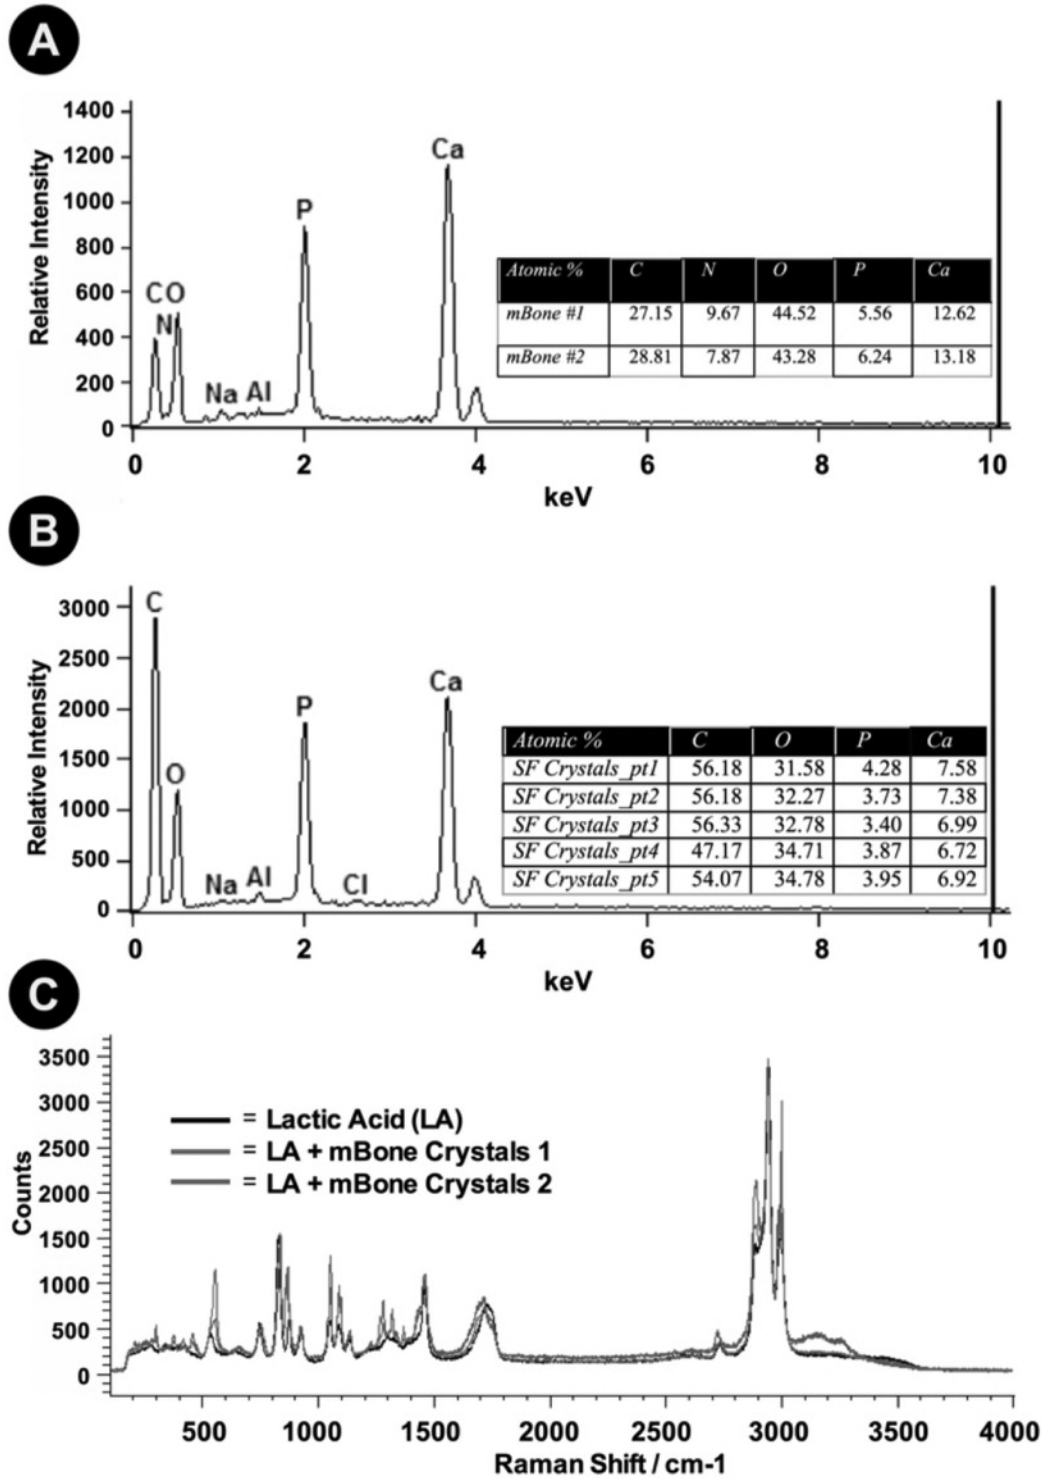 A
1400
1200
1000
800
600
400
200
0
Relative Intensity
C O
N
Na Al
P
Ca
Atomic % C N O P Ca
mBone #1 27.15 9.67 44.52 5.56 12.62
mBone #2 28.81 7.87 43.28 6.24 13.18
0 2 4 6 8 10
keV
B
3000
2500
2000
1500
1000
500
0
Relative Intensity
C
O
Na Al
P
Cl
Ca
Atomic % C O P Ca
SF Crystals_pt1 56.18 31.58 4.28 7.58
SF Crystals_pt2 56.18 32.27 3.73 7.38
SF Crystals_pt3 56.33 32.78 3.40 6.99
SF Crystals_pt4 47.17 34.71 3.87 6.72
SF Crystals_pt5 54.07 34.78 3.95 6.92
0 2 4 6 8 10
keV
C
3500
3000
2500
2000
1500
1000
500
0
Counts
= Lactic Acid (LA)
= LA + mBone Crystals 1
= LA + mBone Crystals 2
500 1000 1500 2000 2500 3000 3500 4000
Raman Shift / cm-1